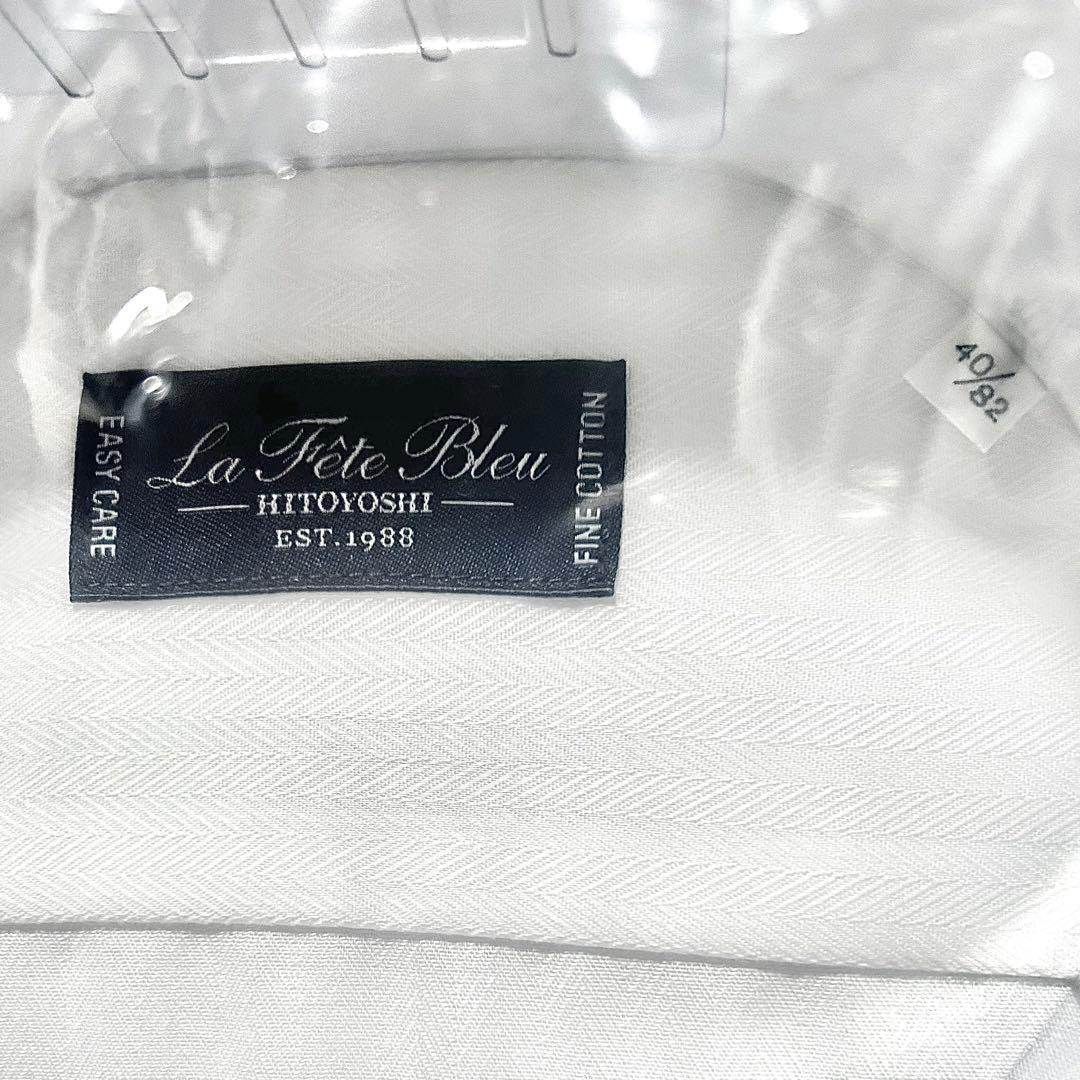 EASY CARE
La Fête Bleu
HITOYOSHI
EST.1988
FINE COTTON
40/82